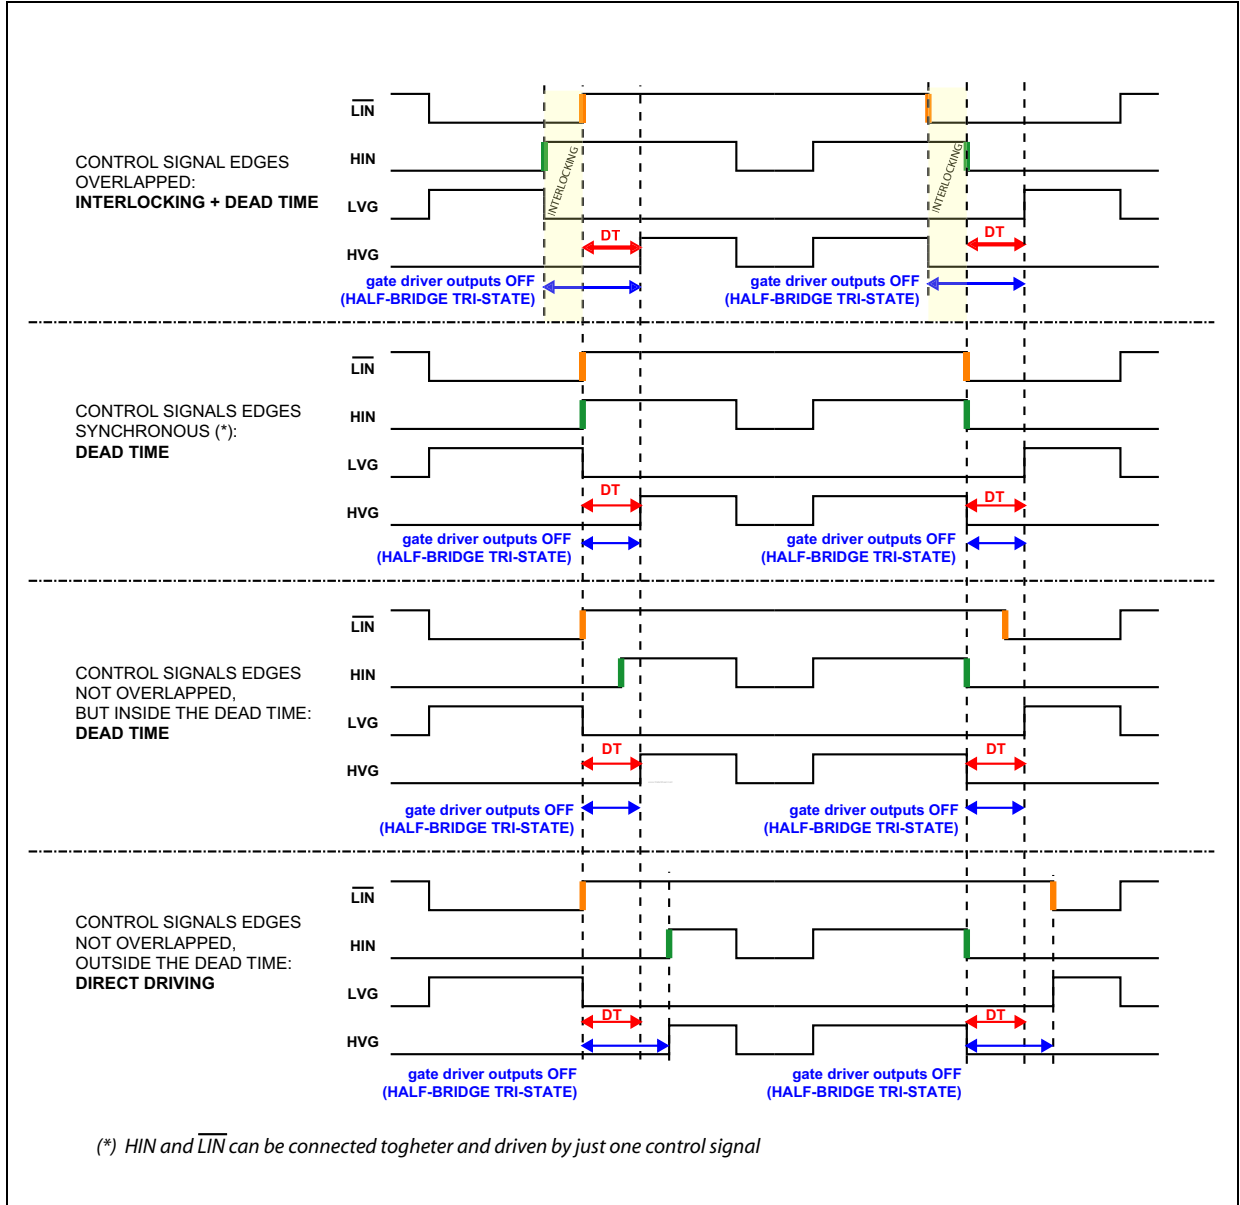 CONTROL SIGNAL EDGES
OVERLAPPED:
INTERLOCKING + DEAD TIME
LIN
HIN
LVG
HVG
INTERLOCKING
INTERLOCKING
DT
DT
gate driver outputs OFF
(HALF-BRIDGE TRI-STATE)
gate driver outputs OFF
(HALF-BRIDGE TRI-STATE)
CONTROL SIGNALS EDGES
SYNCHRONOUS (*):
DEAD TIME
LIN
HIN
LVG
HVG
DT
DT
gate driver outputs OFF
(HALF-BRIDGE TRI-STATE)
gate driver outputs OFF
(HALF-BRIDGE TRI-STATE)
CONTROL SIGNALS EDGES
NOT OVERLAPPED,
BUT INSIDE THE DEAD TIME:
DEAD TIME
LIN
HIN
LVG
HVG
DT
DT
gate driver outputs OFF
(HALF-BRIDGE TRI-STATE)
gate driver outputs OFF
(HALF-BRIDGE TRI-STATE)
CONTROL SIGNALS EDGES
NOT OVERLAPPED,
OUTSIDE THE DEAD TIME:
DIRECT DRIVING
LIN
HIN
LVG
HVG
DT
DT
gate driver outputs OFF
(HALF-BRIDGE TRI-STATE)
gate driver outputs OFF
(HALF-BRIDGE TRI-STATE)
(*) HIN and LIN can be connected togheter and driven by just one control signal